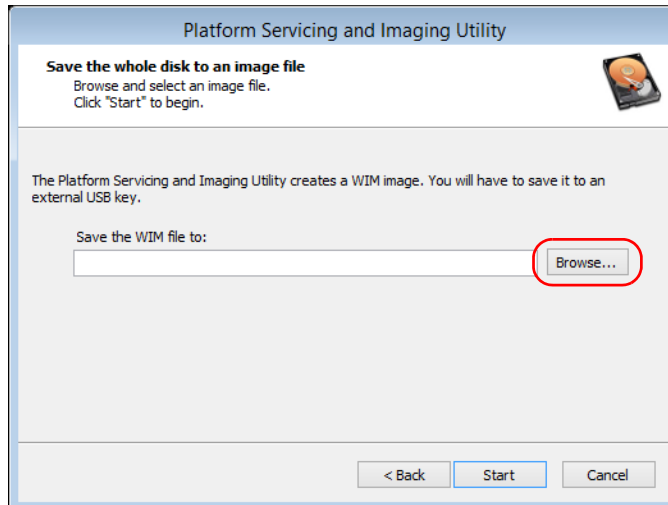 Platform Servicing and Imaging Utility
Save the whole disk to an image file
Browse and select an image file.
Click "Start" to begin.
The Platform Servicing and Imaging Utility creates a WIM image. You will have to save it to an
external USB key.
Save the WIM file to:
Browse...
< Back Start Cancel